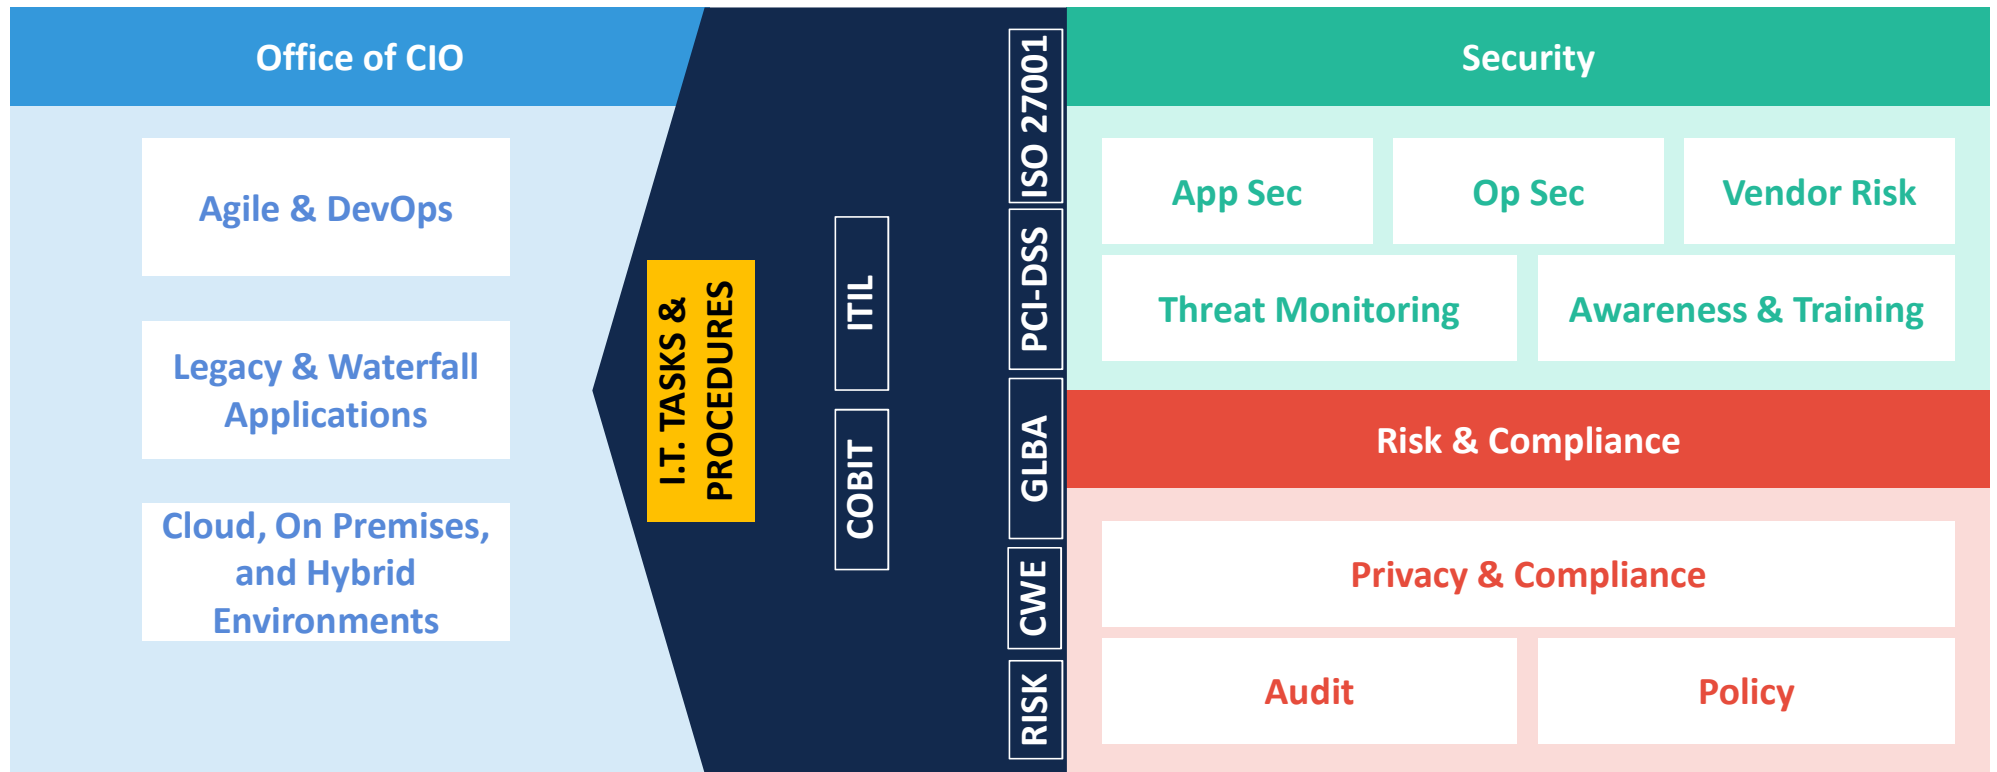 Office of CIO
Agile & DevOps
Legacy & Waterfall
Applications
Cloud, On Premises,
and Hybrid
Environments
I.T. TASKS &
PROCEDURES
ITIL
COBIT
ISO 27001
PCI-DSS
GLBA
CWE
RISK
Security
App Sec
Op Sec
Vendor Risk
Threat Monitoring
Awareness & Training
Risk & Compliance
Privacy & Compliance
Audit
Policy